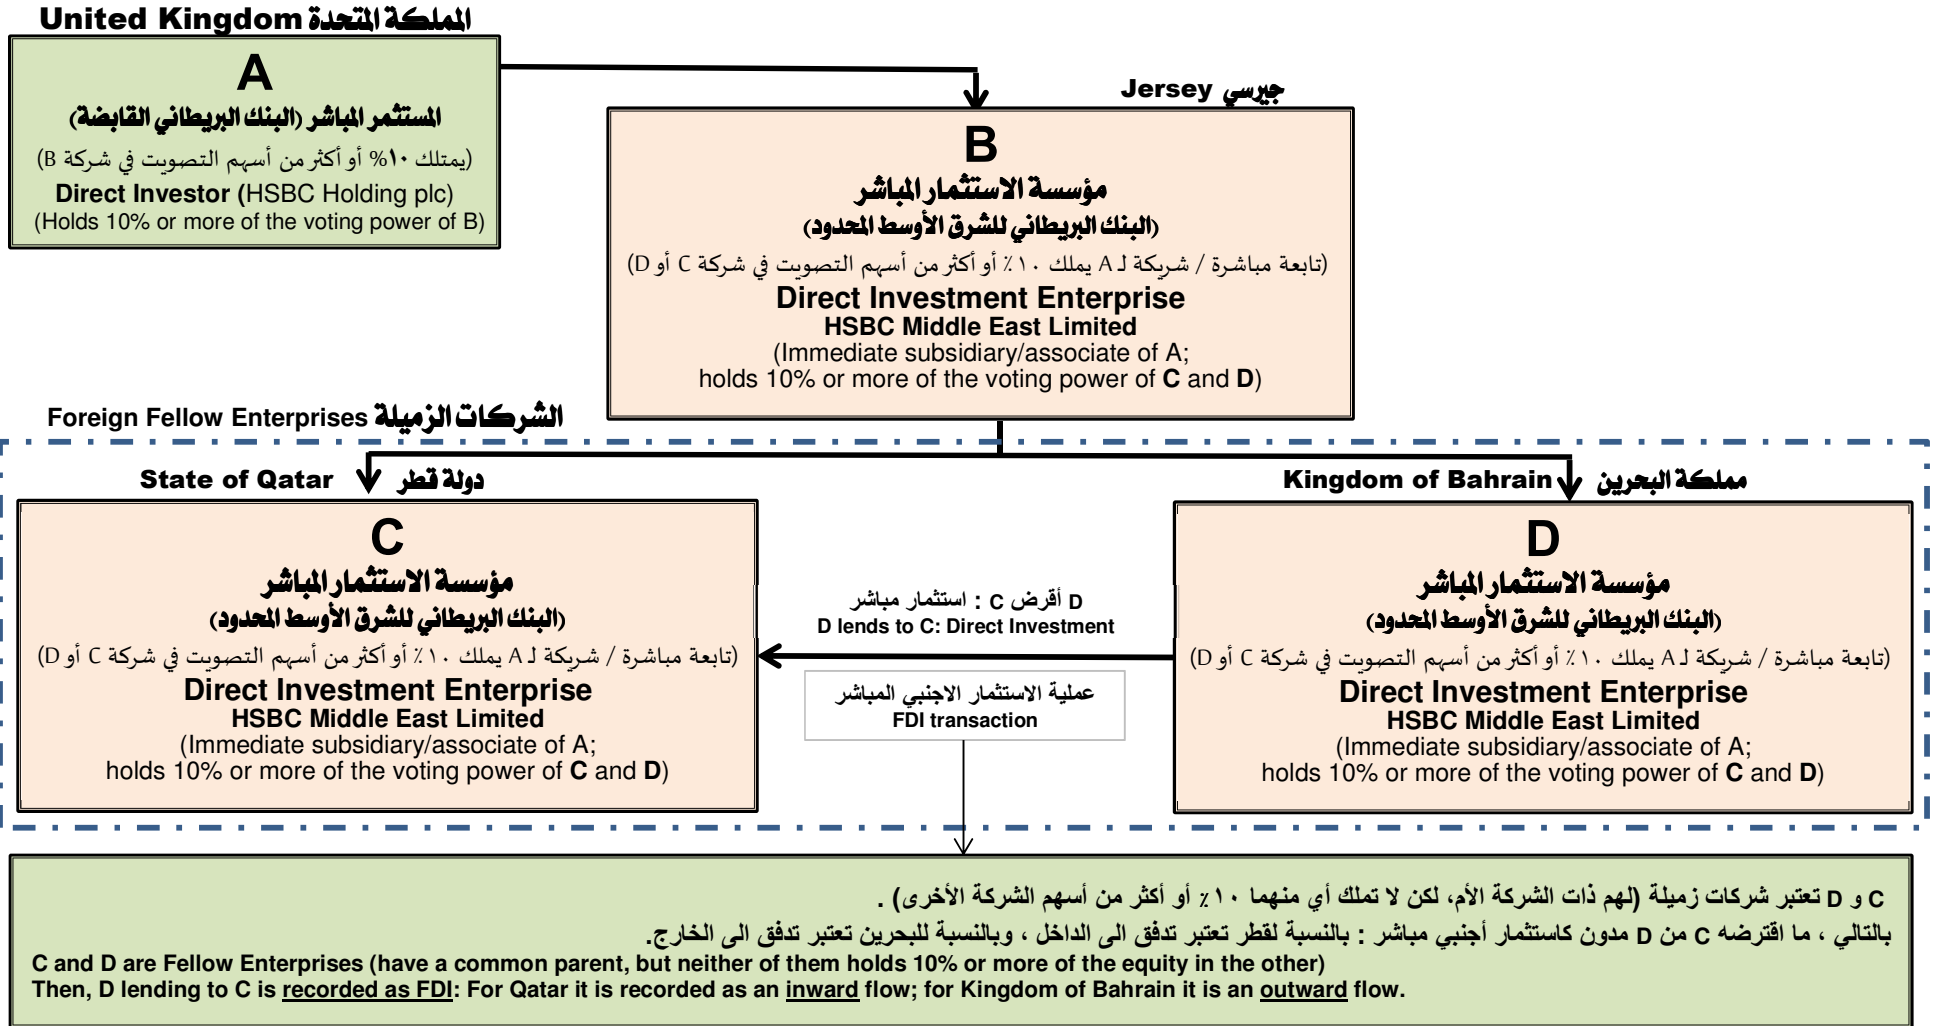 United Kingdom المملكة المتحدة
A
المستثمر المباشر (البنك البريطاني القابضة)
(يمتلك ١٠% أو أكثر من أسهم التصويت في شركة B)
Direct Investor (HSBC Holding plc)
(Holds 10% or more of the voting power of B)
Jersey جيرسي
B
مؤسسة الاستثمار المباشر
(البنك البريطاني للشرق الأوسط المحدود)
(تابعة مباشرة / شريكة لـ A يملك ١٠٪ أو أكثر من أسهم التصويت في شركة C أو D)
Direct Investment Enterprise
HSBC Middle East Limited
(Immediate subsidiary/associate of A;
holds 10% or more of the voting power of C and D)
Foreign Fellow Enterprises الشركات الزميلة
State of Qatar دولة قطر
C
مؤسسة الاستثمار المباشر
(البنك البريطاني للشرق الأوسط المحدود)
(تابعة مباشرة / شريكة لـ A يملك ١٠٪ أو أكثر من أسهم التصويت في شركة C أو D)
Direct Investment Enterprise
HSBC Middle East Limited
(Immediate subsidiary/associate of A;
holds 10% or more of the voting power of C and D)
D أقرض C : استثمار مباشر
D lends to C: Direct Investment
عملية الاستثمار الاجنبي المباشر
FDI transaction
Kingdom of Bahrain مملكة البحرين
D
مؤسسة الاستثمار المباشر
(البنك البريطاني للشرق الأوسط المحدود)
(تابعة مباشرة / شريكة لـ A يملك ١٠٪ أو أكثر من أسهم التصويت في شركة C أو D)
Direct Investment Enterprise
HSBC Middle East Limited
(Immediate subsidiary/associate of A;
holds 10% or more of the voting power of C and D)
C و D تعتبر شركات زميلة (لهم ذات الشركة الأم، لكن لا تملك أي منهما ١٠٪ أو أكثر من أسهم الشركة الأخرى) .
بالتالي ، ما اقترضه C من D مدون كاستثمار أجنبي مباشر : بالنسبة لقطر تعتبر تدفق الى الداخل ، وبالنسبة للبحرين تعتبر تدفق الى الخارج.
C and D are Fellow Enterprises (have a common parent, but neither of them holds 10% or more of the equity in the other)
Then, D lending to C is recorded as FDI: For Qatar it is recorded as an inward flow; for Kingdom of Bahrain it is an outward flow.